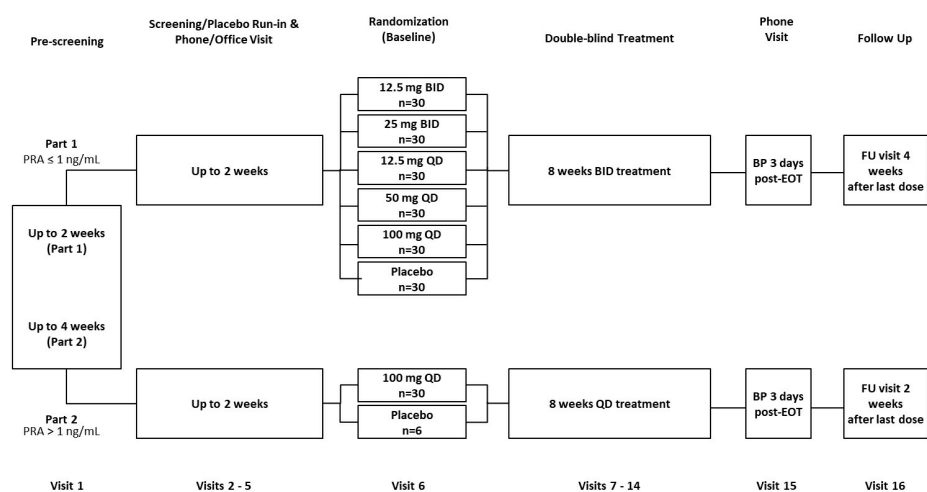 Pre-screening
Screening/Placebo Run-in &
Phone/Office Visit
Randomization
(Baseline)
Double-blind Treatment
Phone
Visit
Follow Up
Part 1
PRA ≤ 1 ng/mL
Up to 2 weeks
(Part 1)
Up to 4 weeks
(Part 2)
Part 2
PRA > 1 ng/mL
Up to 2 weeks
12.5 mg BID
n=30
25 mg BID
n=30
12.5 mg QD
n=30
50 mg QD
n=30
100 mg QD
n=30
Placebo
n=30
8 weeks BID treatment
BP 3 days
post-EOT
FU visit 4
weeks
after last dose
Up to 2 weeks
100 mg QD
n=30
Placebo
n=6
8 weeks QD treatment
BP 3 days
post-EOT
FU visit 2
weeks
after last dose
Visit 1
Visits 2 - 5
Visit 6
Visits 7 - 14
Visit 15
Visit 16